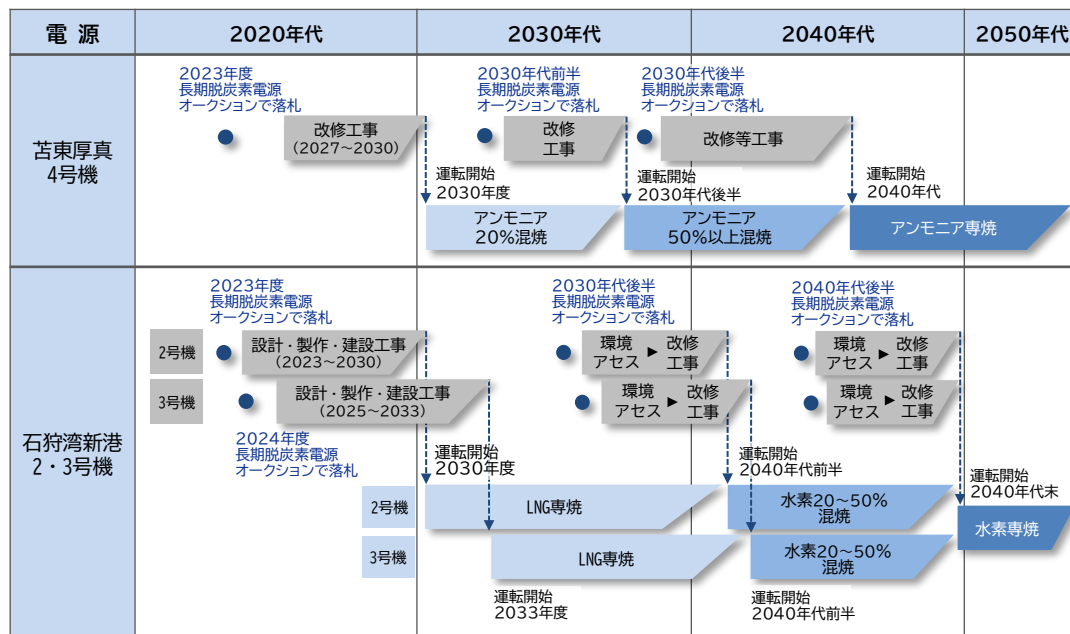 電 源
2020年代
2030年代
2040年代
2050年代
苫東厚真
4号機
2023年度
長期脱炭素電源
オークションで落札
2030年代前半
長期脱炭素電源
オークションで落札
2030年代後半
長期脱炭素電源
オークションで落札
改修工事
(2027~2030)
改修
工事
改修等工事
運転開始
2030年度
運転開始
2030年代後半
運転開始
2040年代
アンモニア
20%混焼
アンモニア
50%以上混焼
アンモニア専焼
石狩湾新港
2・3号機
2023年度
長期脱炭素電源
オークションで落札
2030年代後半
長期脱炭素電源
オークションで落札
2040年代後半
長期脱炭素電源
オークションで落札
2号機
設計・製作・建設工事
(2023~2030)
環境
アセス ▶ 改修
工事
環境
アセス ▶ 改修
工事
3号機
設計・製作・建設工事
(2025~2033)
環境
アセス ▶ 改修
工事
環境
アセス ▶ 改修
工事
2024年度
長期脱炭素電源
オークションで落札
運転開始
2030年度
運転開始
2040年代前半
運転開始
2040年代末
2号機
LNG専焼
水素20~50%
混焼
水素専焼
3号機
LNG専焼
水素20~50%
混焼
運転開始
2033年度
運転開始
2040年代前半